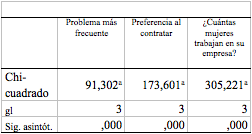 Problema más Preferencia al ¿Cuántas
frecuente contratar mujeres
trabajan en su
empresa?
Chi-
cuadrado 91,302ª 173,601ª 305,221ª
gl 3 3 3
Sig. asintót. ,000 ,000 ,000